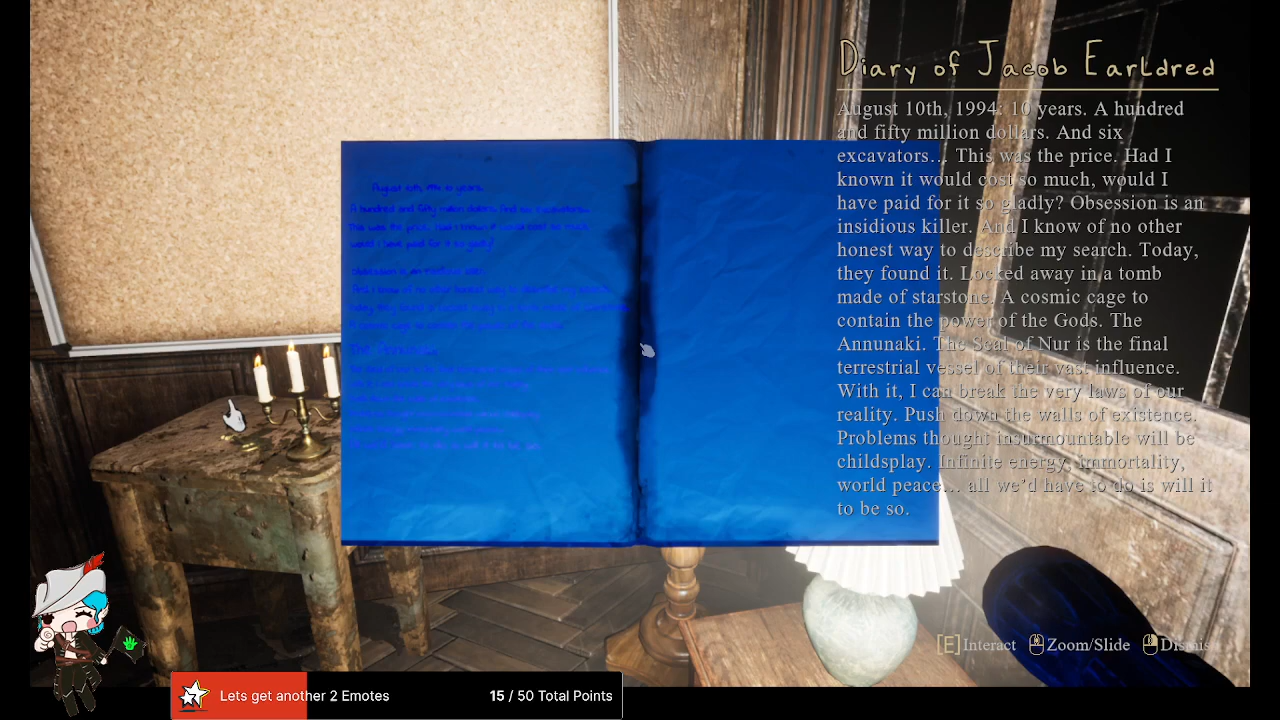 Diary of Jacob Earldred
August 10th, 1994: 10 years. A hundred
and fifty million dollars. And six
excavators... This was the price. Had I
known it would cost so much, would I
have paid for it so gladly? Obsession is an
insidious killer. And I know of no other
honest way to describe my search. Today,
they found it. Locked away in a tomb
made of starstone. A cosmic cage to
contain the power of the Gods. The
Annunaki. The Seal of Nur is the final
terrestrial vessel of their vast influence.
With it, I can break the very laws of our
reality. Push down the walls of existence.
Problems thought insurmountable will be
childsplay. Infinite energy, immortality,
world peace... all we'd have to do is will it
to be so.
[E]Interact Zoom/Slide Dismiss
Lets get another 2 Emotes 15 / 50 Total Points